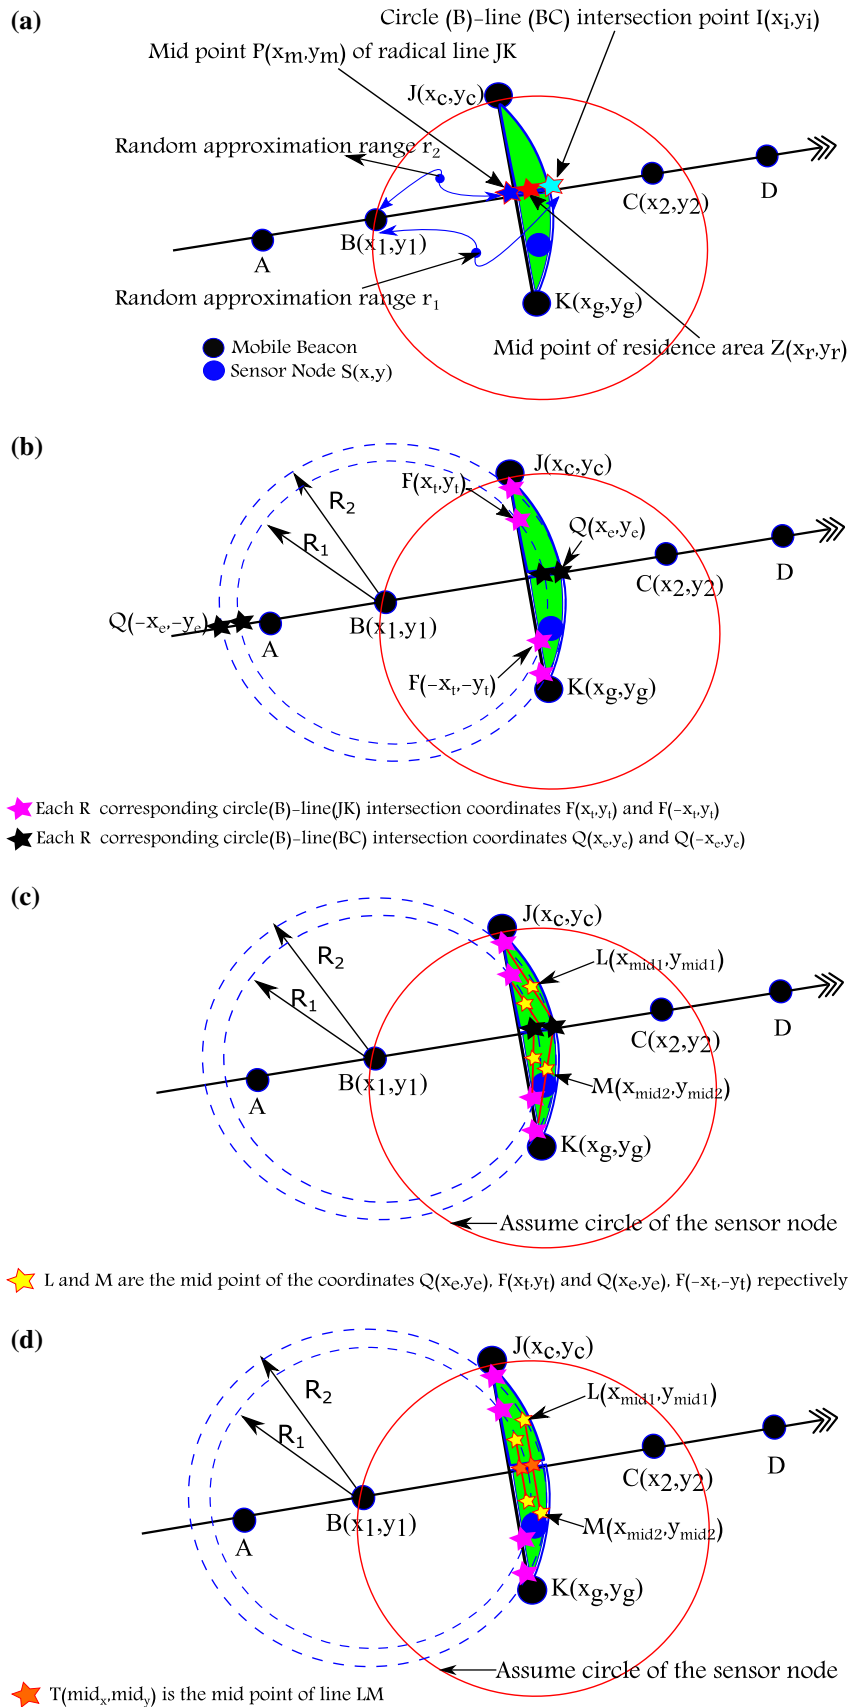 (a)
Circle (B)-line (BC) intersection point I(xi,yi)
Mid point P(xm,ym) of radical line JK
J(xc,yc)
Random approximation range r2
C(x2,y2)
D
B(x1,y1)
A
Random approximation range r1
K(xg,yg)
Mid point of residence area Z(xr,yr)
Mobile Beacon
Sensor Node S(x,y)
(b)
J(xc,yc)
F(xt,yt)
R2
R1
Q(xe,ye)
D
C(x2,y2)
Q(-xe,-ye)
B(x1,y1)
A
F(-xt,-yt)
K(xg,yg)
Each R corresponding circle(B)-line(JK) intersection coordinates F(xt,yt) and F(-xt,yt)
Each R corresponding circle(B)-line(BC) intersection coordinates Q(xe,ye) and Q(-xe,ye)
(c)
J(xc,yc)
R2
L(xmid1,ymid1)
R1
D
C(x2,y2)
B(x1,y1)
M(xmid2,ymid2)
A
K(xg,yg)
Assume circle of the sensor node
L and M are the mid point of the coordinates Q(xe,ye), F(xt,yt) and Q(xe,ye), F(-xt,-yt) repectively
(d)
J(xc,yc)
R2
L(xmid1,ymid1)
R1
D
C(x2,y2)
B(x1,y1)
M(xmid2,ymid2)
A
K(xg,yg)
Assume circle of the sensor node
T(midx,midy) is the mid point of line LM